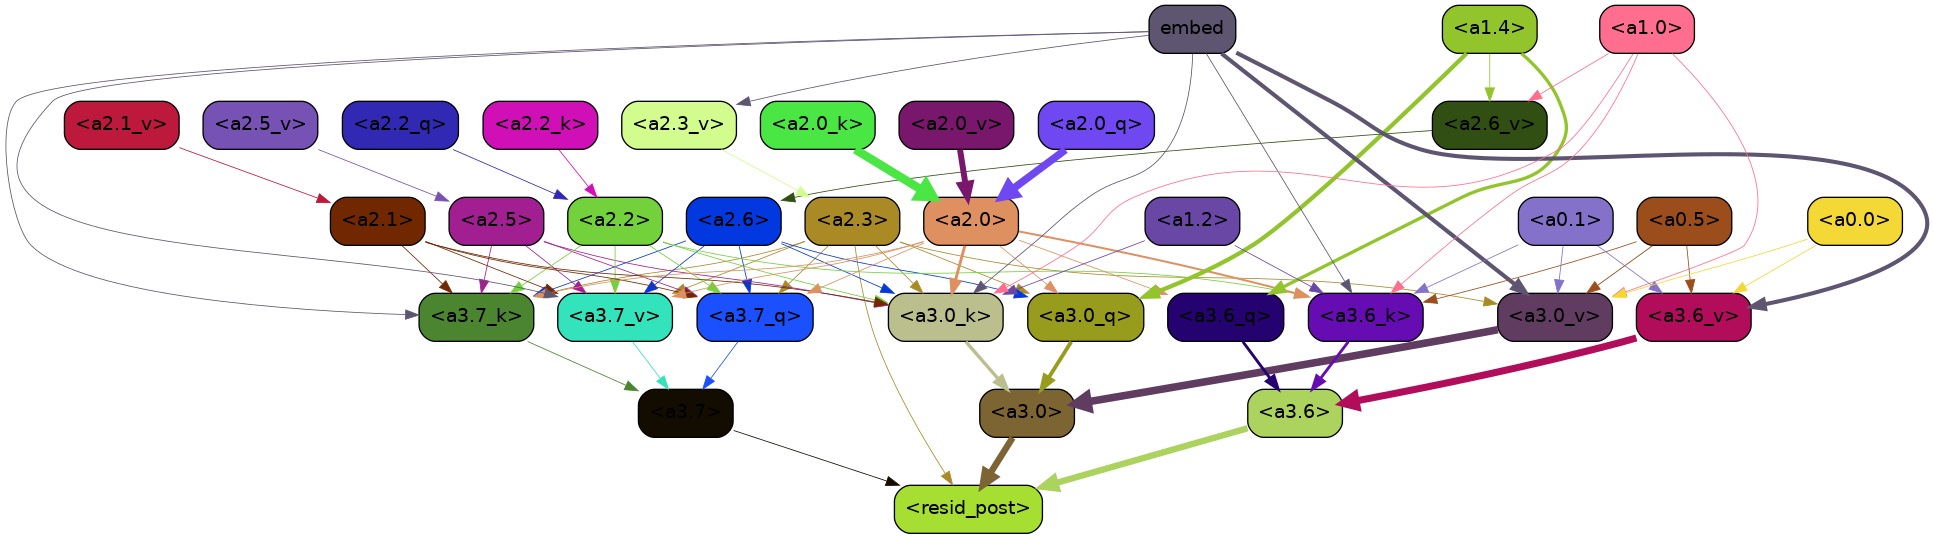 embed <a1.4> <a1.0>
<a2.1_v> <a2.5_v> <a2.2_q> <a2.2_k> <a2.3_v> <a2.0_k> <a2.0_v> <a2.0_q> <a2.6_v>
<a2.1> <a2.5> <a2.2> <a2.6> <a2.3> <a2.0> <a1.2> <a0.1> <a0.5> <a0.0>
<a3.7_k> <a3.7_v> <a3.7_q> <a3.0_k> <a3.0_q> <a3.6_q> <a3.6_k> <a3.0_v> <a3.6_v>
<a3.7> <a3.0> <a3.6>
<resid_post>